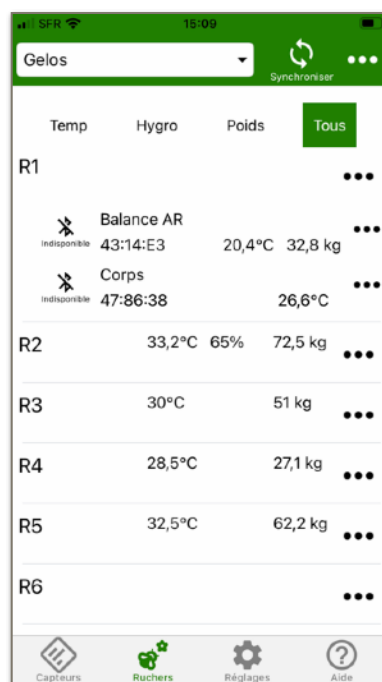 SFR 15:09
Gelos
Synchroniser
Temp Hygro Poids Tous
R1
Balance AR
Indisponible 43:14:E3 20,4°C 32,8 kg
Corps
Indisponible 47:86:38 26,6°C
R2 33,2°C 65% 72,5 kg
R3 30°C 51 kg
R4 28,5°C 27,1 kg
R5 32,5°C 62,2 kg
R6
Capteurs Ruchers Réglages Aide